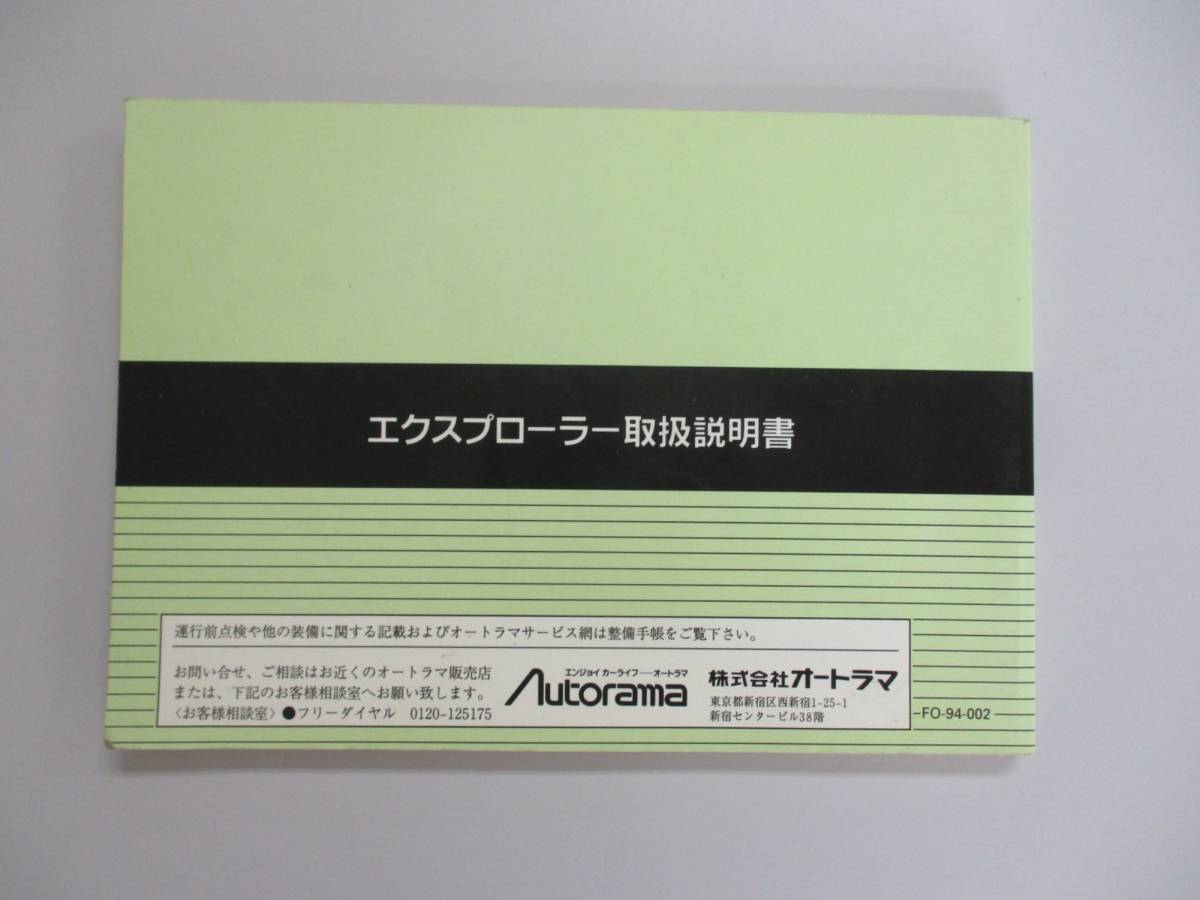 エクスプローラー取扱説明書
運行前点検や他の装備に関する記載およびオートラマサービス網は整備手帳をご覧下さい。
お問い合せ、ご相談はお近くのオートラマ販売店
または、下記のお客様相談室へお願い致します。
〈お客様相談室〉●フリーダイヤル 0120-125175
エンジョイ カーライフ──オートラマ
Autorama
株式会社オートラマ
東京都新宿区西新宿1-25-1
新宿センタービル38階
FO-94-002